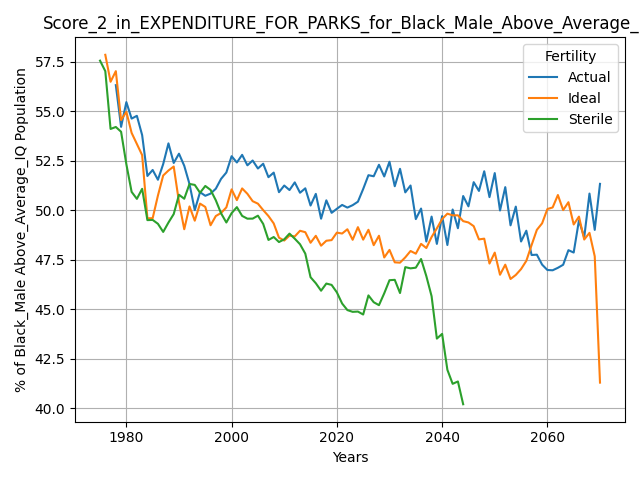 Score_2_in_EXPENDITURE_FOR_PARKS_for_Black_Male_Above_Average_
% of Black_Male Above_Average_IQ Population
57.5
55.0
52.5
50.0
47.5
45.0
42.5
40.0
Fertility
Actual
Ideal
Sterile
1980
2000
2020
2040
2060
Years